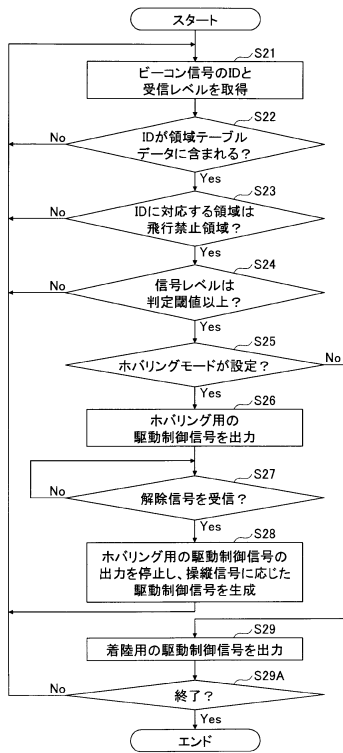 スタート
S21
ビーコン信号のIDと
受信レベルを取得
S22
IDが領域テーブル
データに含まれる?
No
Yes
S23
IDに対応する領域は
飛行禁止領域?
No
Yes
S24
信号レベルは
判定閾値以上?
No
Yes
S25
ホバリングモードが設定?
No
Yes
S26
ホバリング用の
駆動制御信号を出力
S27
解除信号を受信?
No
Yes
S28
ホバリング用の駆動制御信号の
出力を停止し、操縦信号に応じた
駆動制御信号を生成
S29
着陸用の駆動制御信号を出力
S29A
終了?
No
Yes
エンド